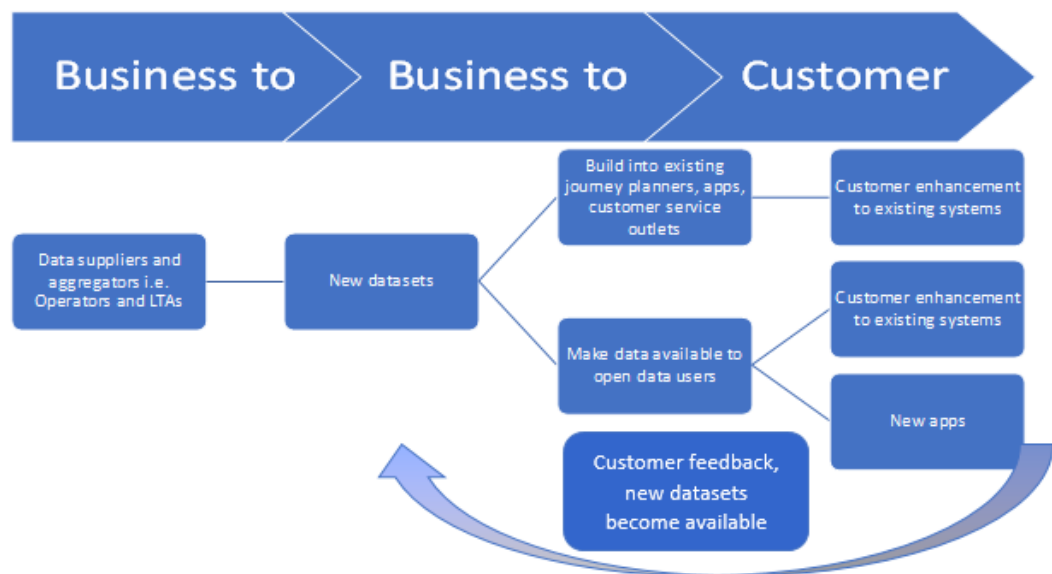 Business to
Business to
Customer
Data suppliers and
aggregators i.e.
Operators and LTAs
New datasets
Build into existing
journey planners, apps,
customer service
outlets
Customer enhancement
to existing systems
Make data available to
open data users
Customer enhancement
to existing systems
New apps
Customer feedback,
new datasets
become available